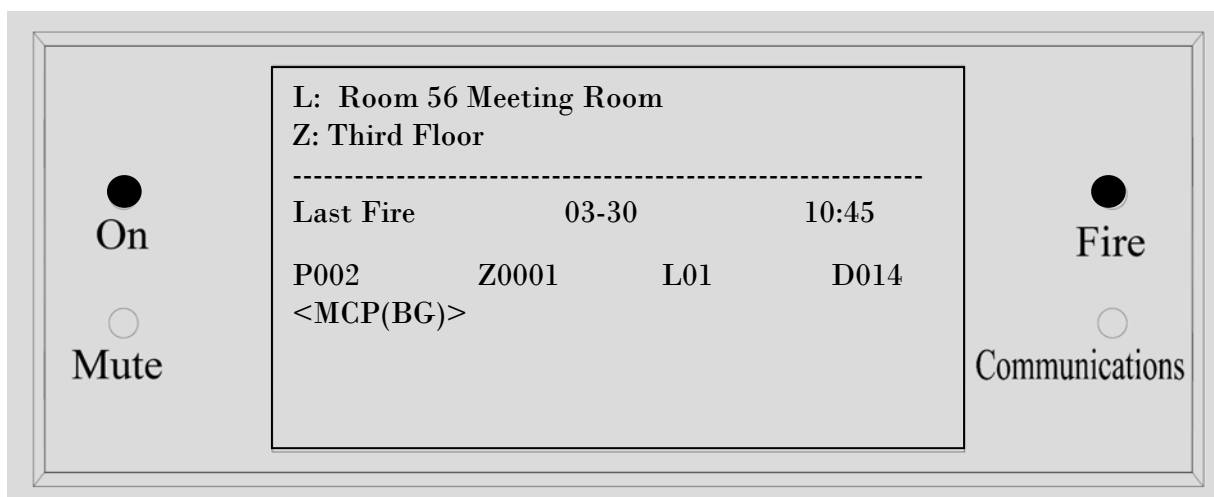 L: Room 56 Meeting Room
Z: Third Floor
------------------------------------------------------------
Last Fire 03-30 10:45
P002 Z0001 L01 D014
<MCP(BG)>
On
Mute
Fire
Communications